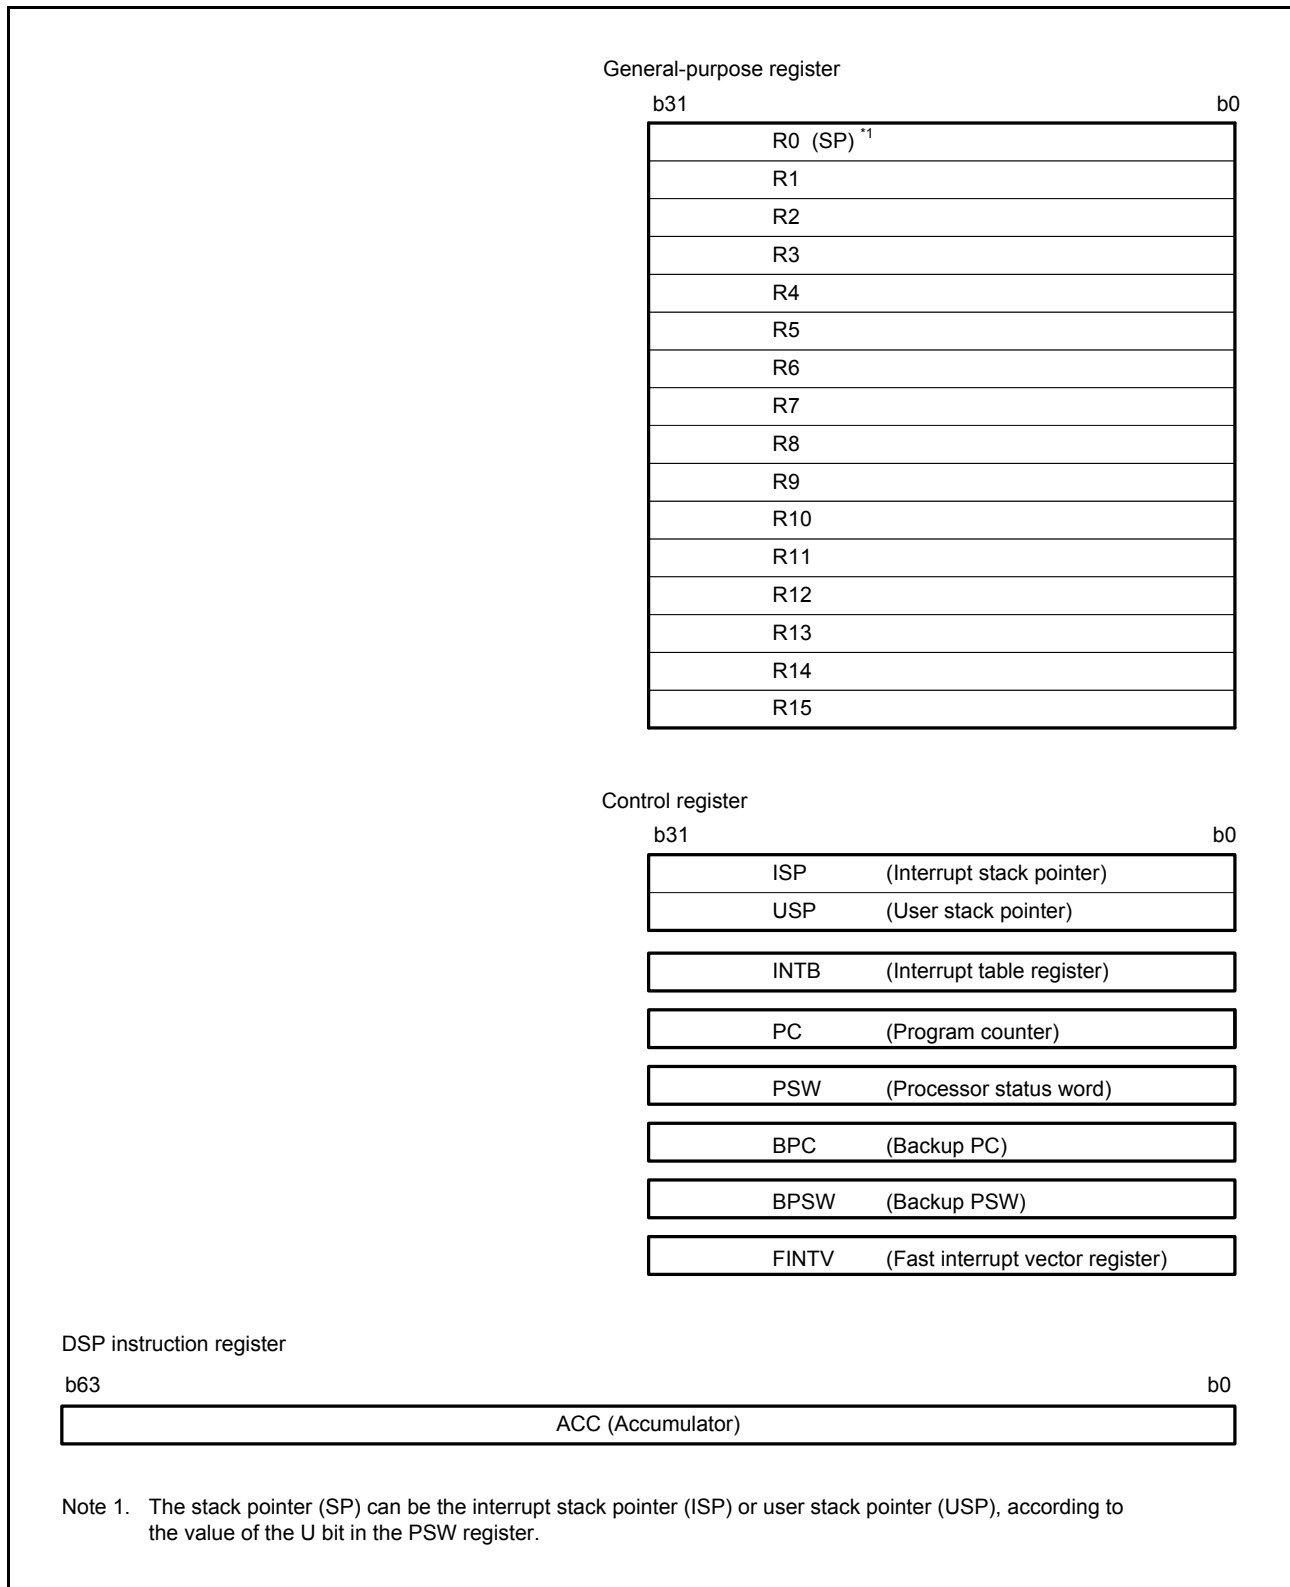 General-purpose register
b31 b0
R0 (SP) *1
R1
R2
R3
R4
R5
R6
R7
R8
R9
R10
R11
R12
R13
R14
R15
Control register
b31 b0
ISP (Interrupt stack pointer)
USP (User stack pointer)
INTB (Interrupt table register)
PC (Program counter)
PSW (Processor status word)
BPC (Backup PC)
BPSW (Backup PSW)
FINTV (Fast interrupt vector register)
DSP instruction register
b63 b0
ACC (Accumulator)
Note 1. The stack pointer (SP) can be the interrupt stack pointer (ISP) or user stack pointer (USP), according to
the value of the U bit in the PSW register.